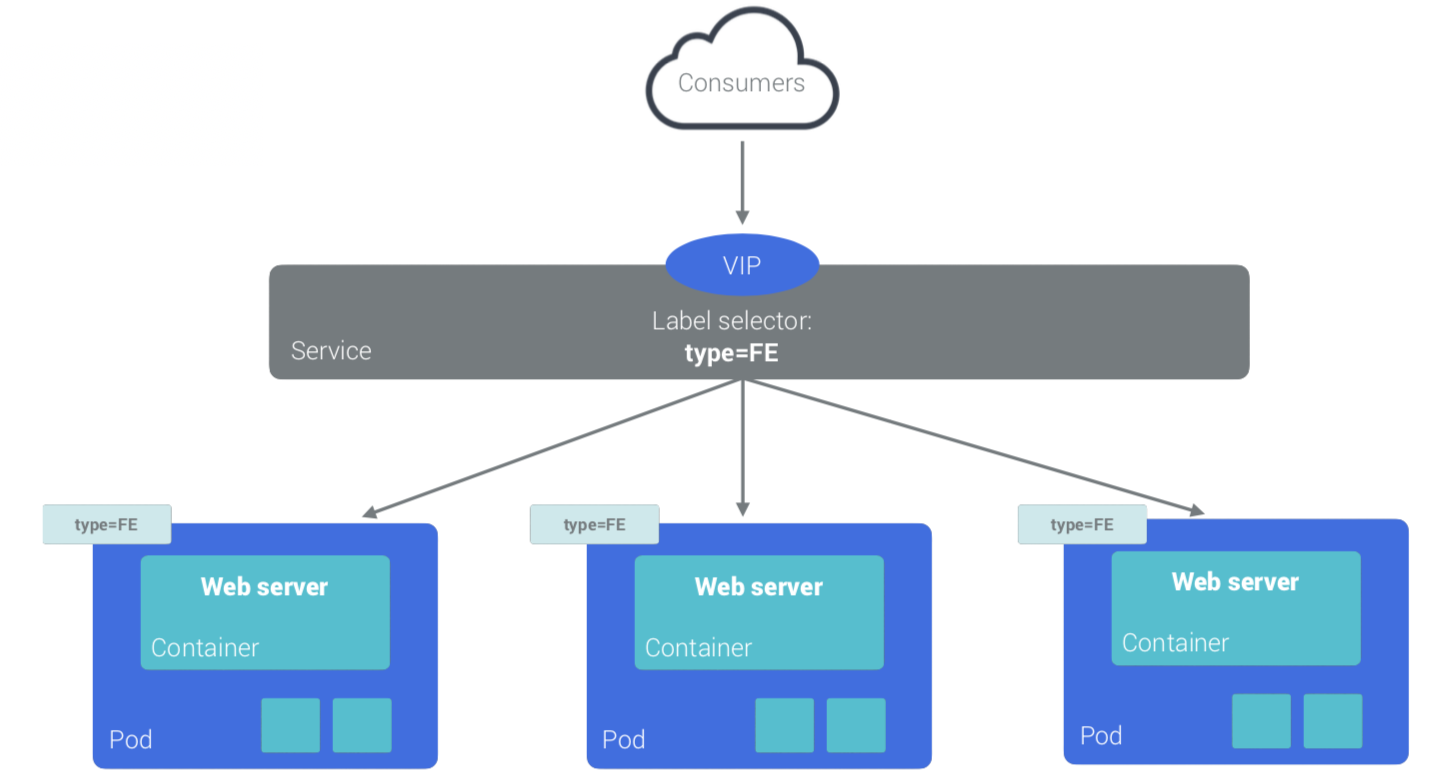 Consumers
VIP
Label selector:
type=FE
Service
type=FE
Web server
Container
Pod
type=FE
Web server
Container
Pod
type=FE
Web server
Container
Pod